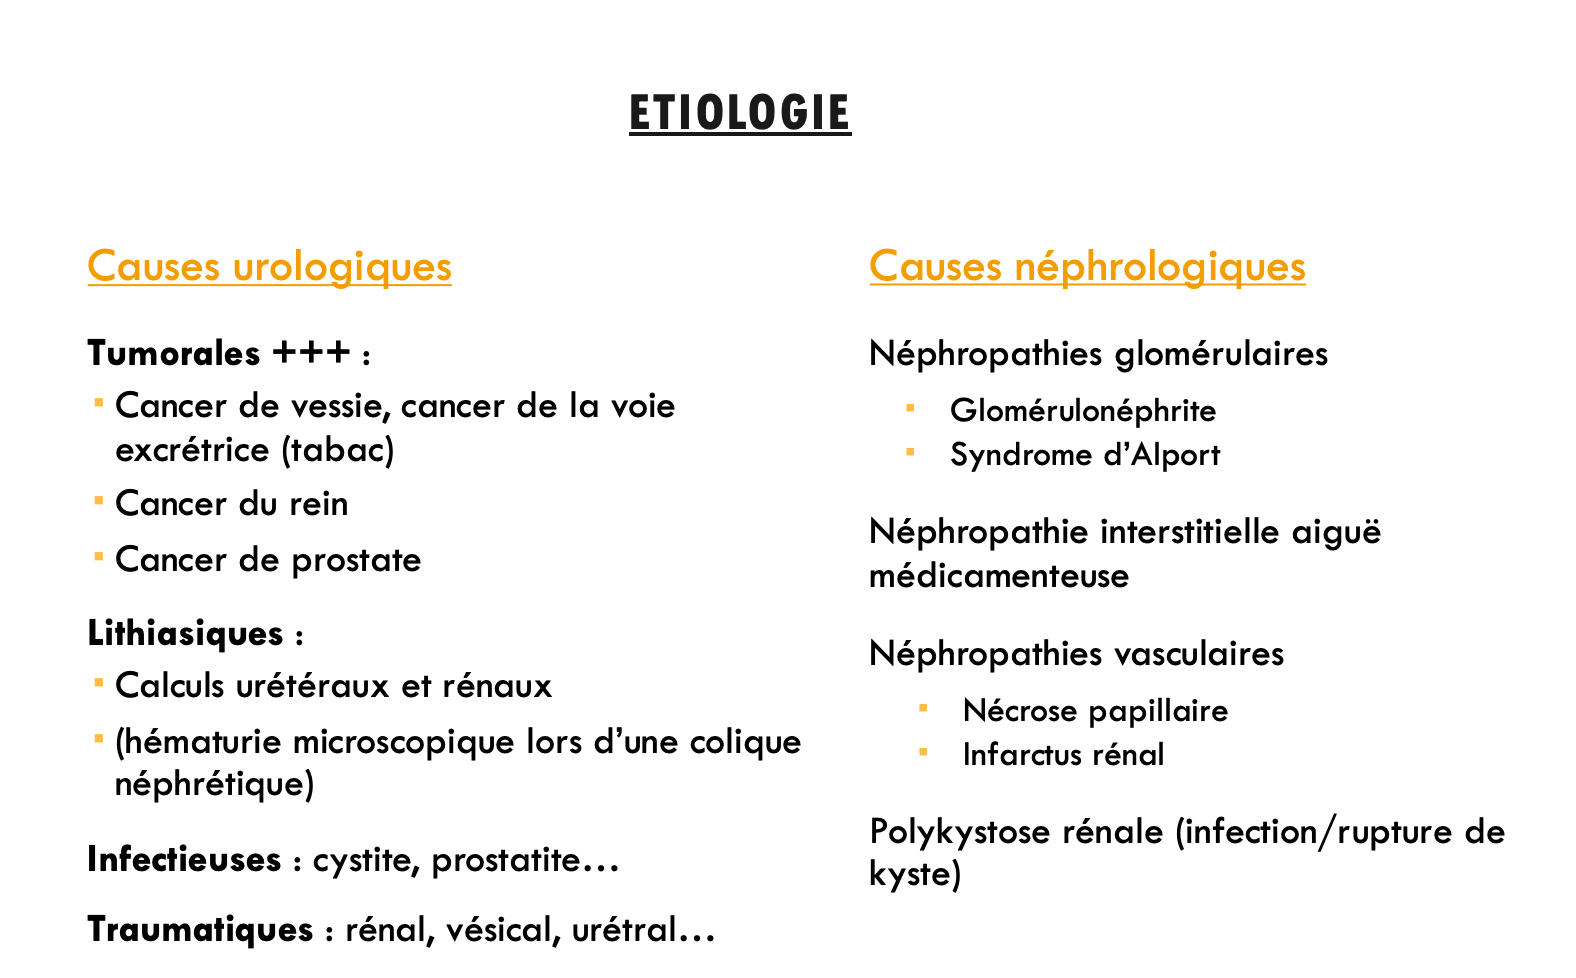 ETIOLOGIE
Causes urologiques
Tumorales +++ :
Cancer de vessie, cancer de la voie
excrétrice (tabac)
Cancer du rein
Cancer de prostate
Lithiasiques :
Calculs urétéraux et rénaux
(hématurie microscopique lors d’une colique
néphrétique)
Infectieuses : cystite, prostatite…
Traumatiques : rénal, vésical, urétral…
Causes néphrologiques
Néphropathies glomérulaires
Glomérulonéphrite
Syndrome d’Alport
Néphropathie interstitielle aiguë
médicamenteuse
Néphropathies vasculaires
Nécrose papillaire
Infarctus rénal
Polykystose rénale (infection/rupture de
kyste)